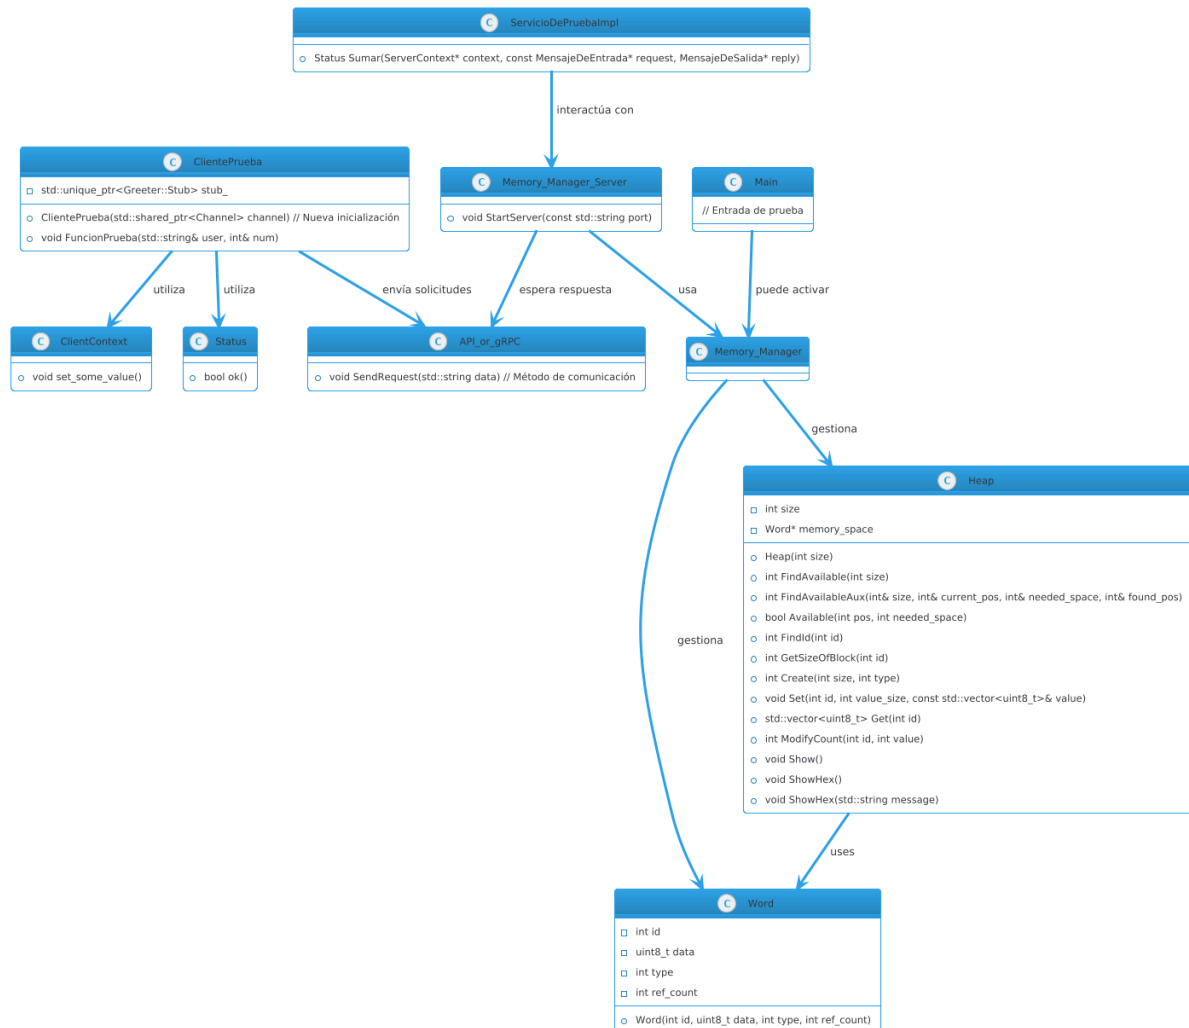 C ServicioDePruebaImpl
Status Sumar(ServerContext* context, const MensajeDeEntrada* request, MensajeDeSalida* reply)
interactúa con
C ClientePrueba
std::unique_ptr<Greeter::Stub> stub_
ClientePrueba(std::shared_ptr<Channel> channel) // Nueva inicialización
void FuncionPrueba(std::string& user, int& num)
C Memory_Manager_Server
void StartServer(const std::string port)
C Main
// Entrada de prueba
utiliza
utiliza
envía solicitudes
espera respuesta
usa
puede activar
C ClientContext
void set_some_value()
C Status
bool ok()
C API_or_gRPC
void SendRequest(std::string data) // Método de comunicación
C Memory_Manager
gestiona
C Heap
int size
Word* memory_space
Heap(int size)
int FindAvailable(int size)
int FindAvailableAux(int& size, int& current_pos, int& needed_space, int& found_pos)
bool Available(int pos, int needed_space)
int FindId(int id)
int GetSizeOfBlock(int id)
int Create(int size, int type)
void Set(int id, int value_size, const std::vector<uint8_t>& value)
std::vector<uint8_t> Get(int id)
int ModifyCount(int id, int value)
void Show()
void ShowHex()
void ShowHex(std::string message)
gestiona
uses
C Word
int id
uint8_t data
int type
int ref_count
Word(int id, uint8_t data, int type, int ref_count)